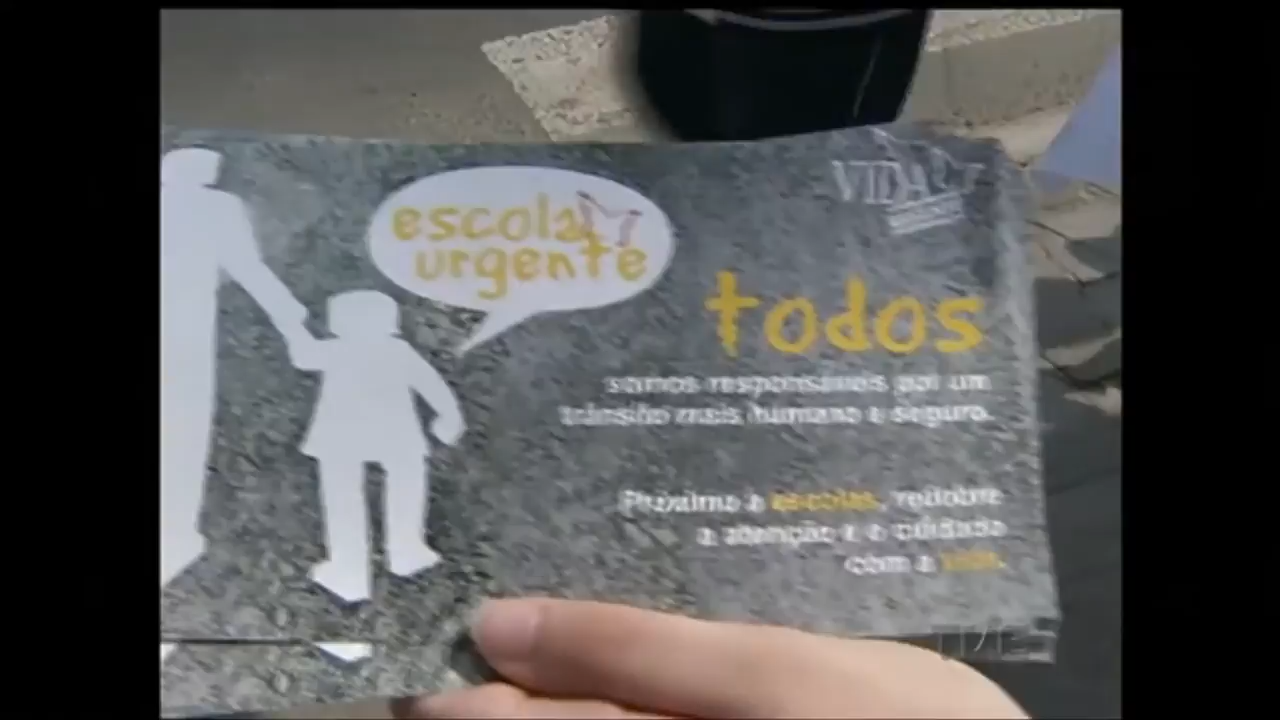 escola
urgente
VIDA
todos
somos responsáveis por um
trânsito mais humano e seguro.
Próximo a escolas, redobre
a atenção e o cuidado
com a vida.